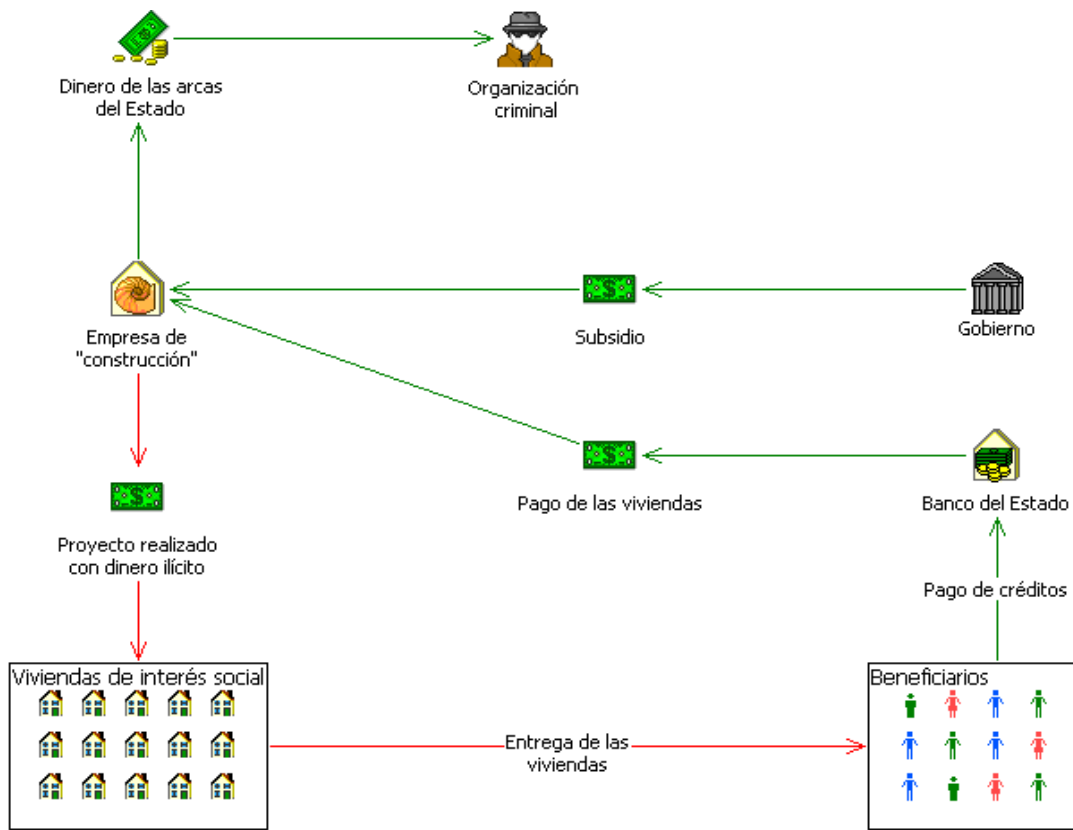 Dinero de las arcas
del Estado
Organización
criminal
Empresa de
"construcción"
Subsidio
Gobierno
Pago de las viviendas
Banco del Estado
Proyecto realizado
con dinero ilícito
Pago de créditos
Viviendas de interés social
Beneficiarios
Entrega de las
viviendas